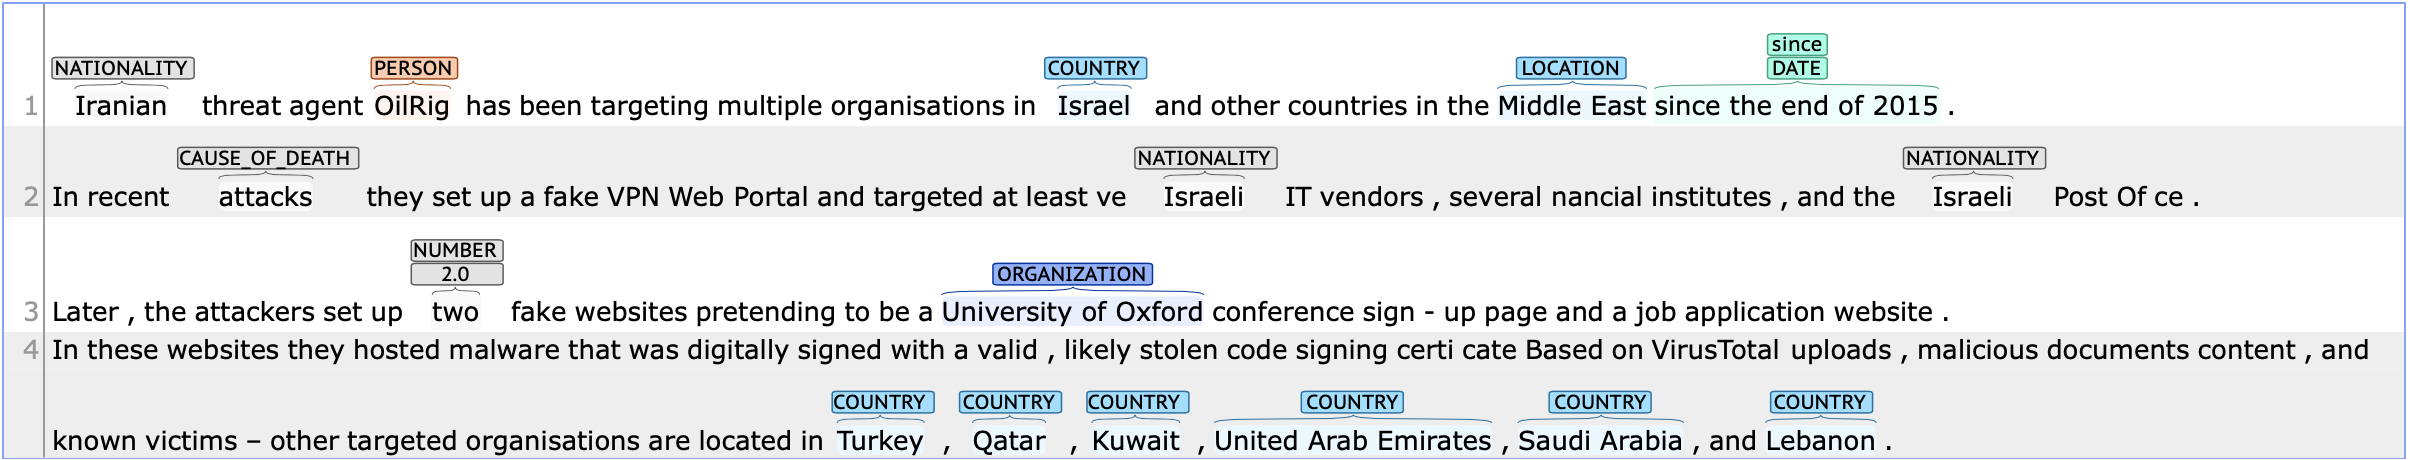 since
NATIONALITY PERSON COUNTRY LOCATION DATE
1 Iranian threat agent OilRig has been targeting multiple organisations in Israel and other countries in the Middle East since the end of 2015 .
CAUSE_OF_DEATH NATIONALITY NATIONALITY
2 In recent attacks they set up a fake VPN Web Portal and targeted at least ve Israeli IT vendors , several nancial institutes , and the Israeli Post Of ce .
NUMBER
2.0 ORGANIZATION
3 Later , the attackers set up two fake websites pretending to be a University of Oxford conference sign - up page and a job application website .
4 In these websites they hosted malware that was digitally signed with a valid , likely stolen code signing certi cate Based on VirusTotal uploads , malicious documents content , and
COUNTRY COUNTRY COUNTRY COUNTRY COUNTRY COUNTRY
known victims – other targeted organisations are located in Turkey , Qatar , Kuwait , United Arab Emirates , Saudi Arabia , and Lebanon .